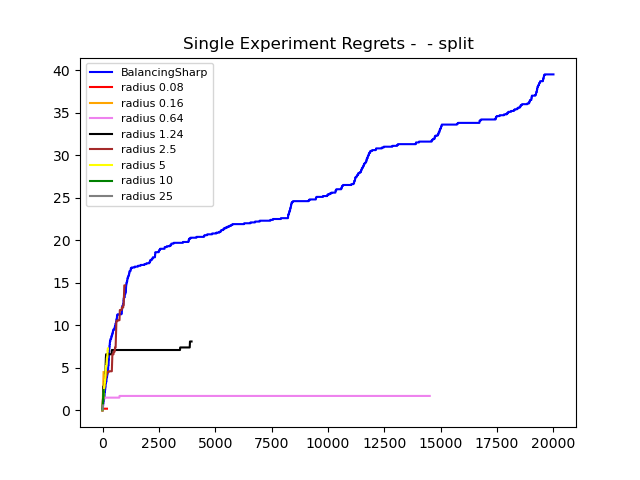 Single Experiment Regrets -  - split
40
35
30
25
20
15
10
5
0
BalancingSharp
radius 0.08
radius 0.16
radius 0.64
radius 1.24
radius 2.5
radius 5
radius 10
radius 25
0 2500 5000 7500 10000 12500 15000 17500 20000